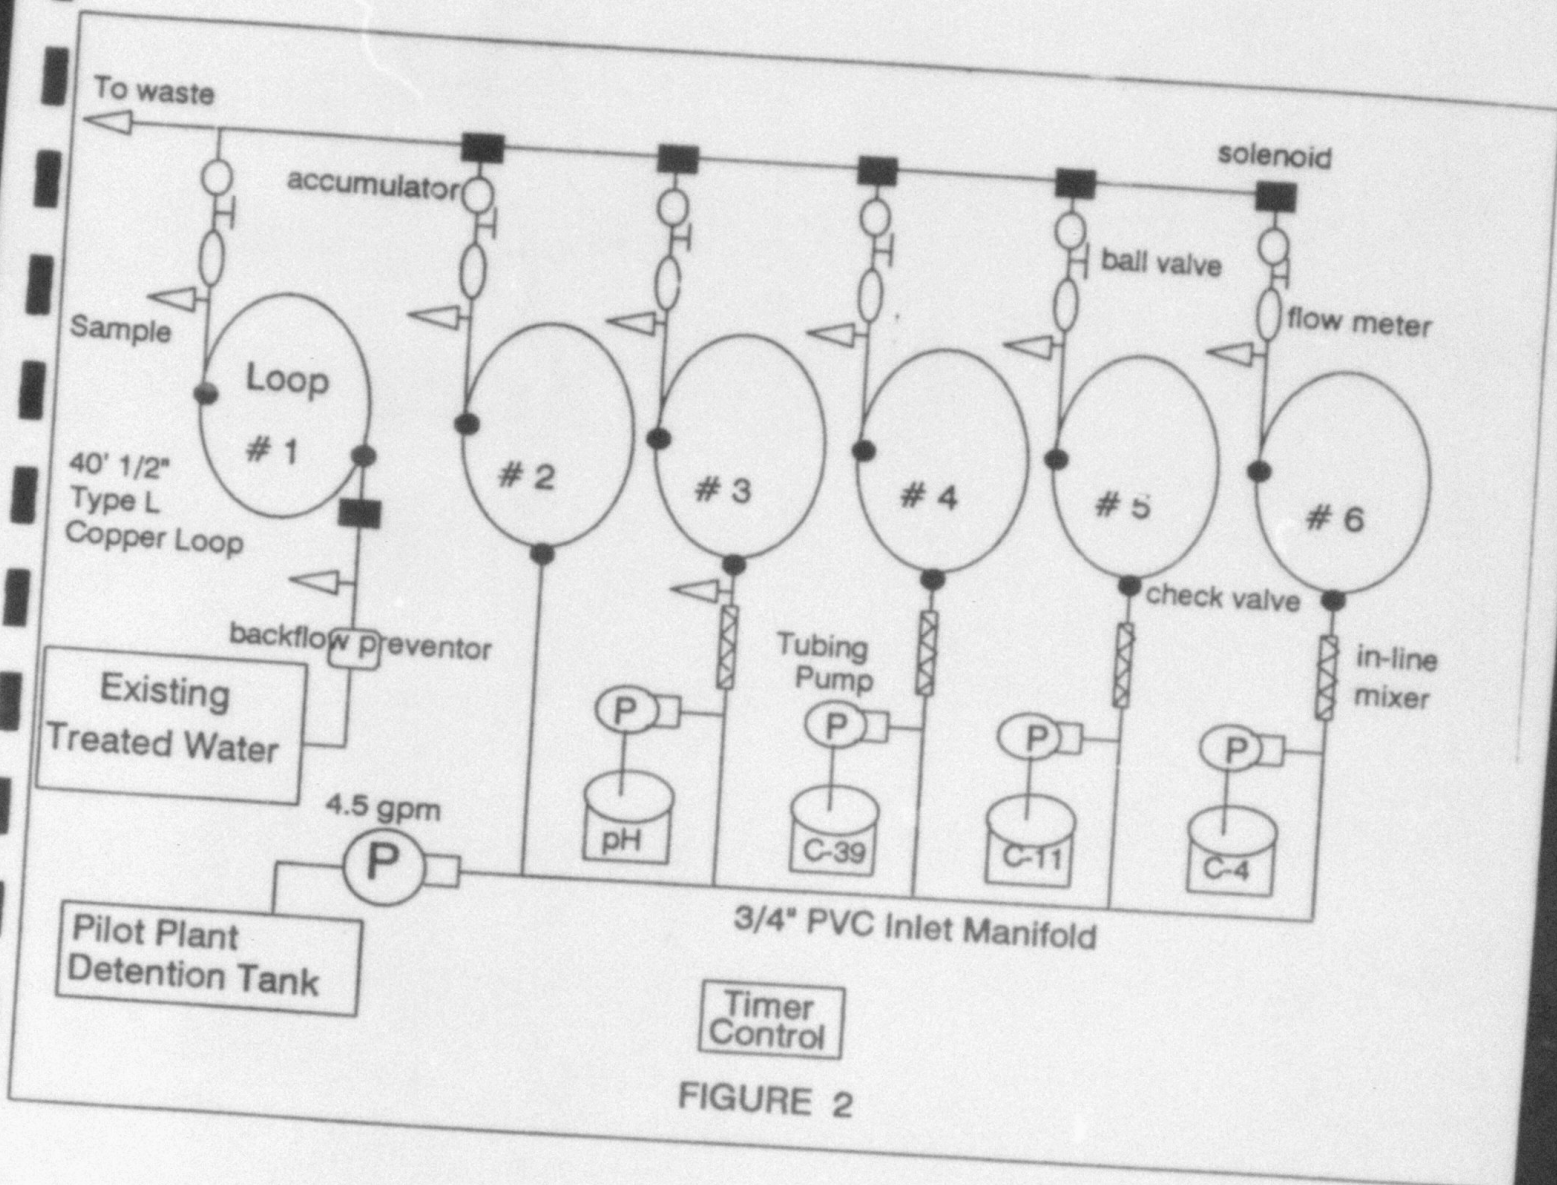 To waste
solenoid
accumulator
ball valve
flow meter
Sample
Loop
# 1
# 2
# 3
# 4
# 5
# 6
40' 1/2"
Type L
Copper Loop
check valve
backflow preventor
Tubing
Pump
in-line
mixer
Existing
Treated Water
P
P
P
P
pH
C-39
C-11
C-4
4.5 gpm
P
3/4" PVC Inlet Manifold
Pilot Plant
Detention Tank
Timer
Control
FIGURE 2